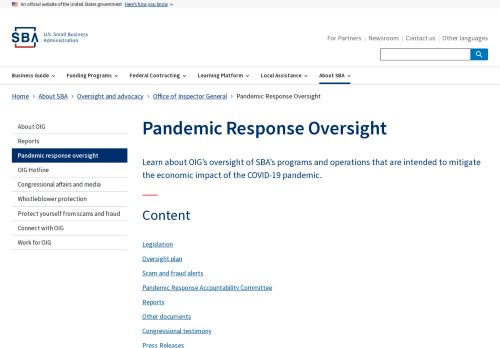 An official website of the United States government Here's how you know
SBA U.S. Small Business
Administration
For Partners | Newsroom | Contact us | Other languages
Business Guide Funding Programs Federal Contracting Learning Platform Local Assistance About SBA
Home › About SBA › Oversight and advocacy › Office of Inspector General › Pandemic Response Oversight
About OIG
Reports
Pandemic response oversight
OIG Hotline
Congressional affairs and media
Whistleblower protection
Protect yourself from scams and fraud
Connect with OIG
Work for OIG
Pandemic Response Oversight
Learn about OIG's oversight of SBA's programs and operations that are intended to mitigate
the economic impact of the COVID-19 pandemic.
Content
Legislation
Oversight plan
Scam and fraud alerts
Pandemic Response Accountability Committee
Reports
Other documents
Congressional testimony
Press Releases